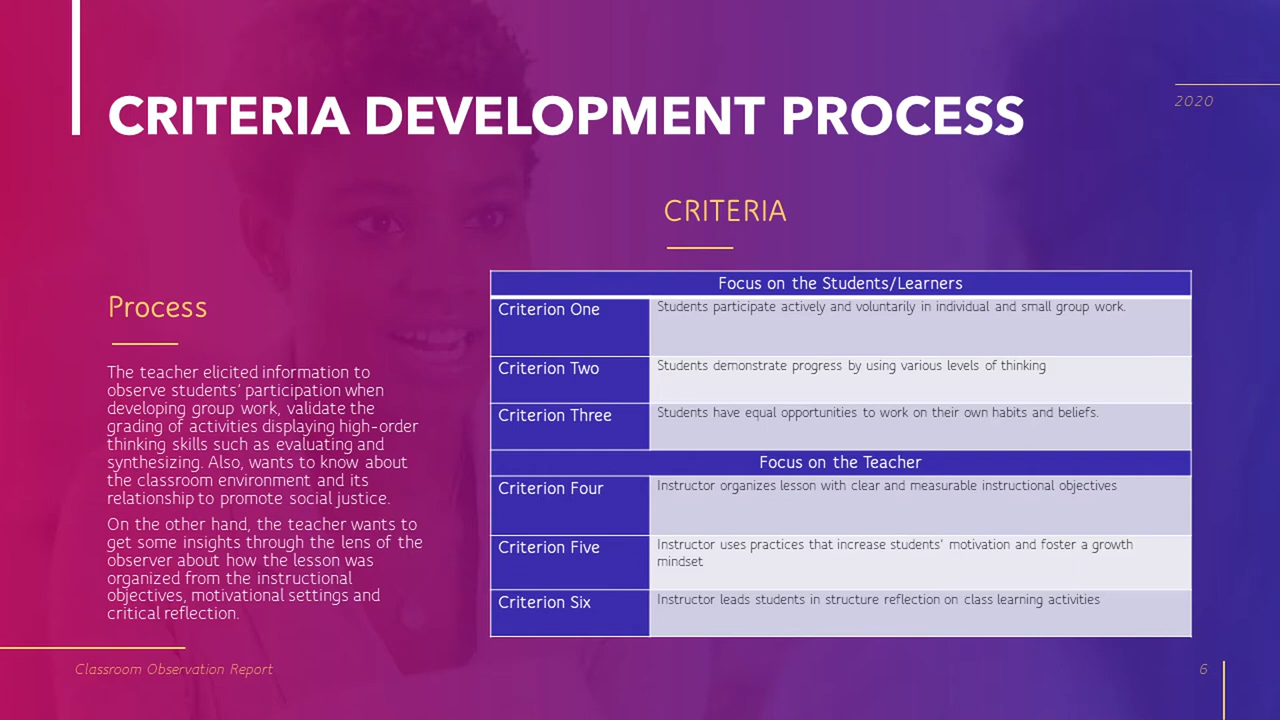 CRITERIA DEVELOPMENT PROCESS
2020
CRITERIA
Process
The teacher elicited information to
observe students' participation when
developing group work, validate the
grading of activities displaying high-order
thinking skills such as evaluating and
synthesizing. Also, wants to know about
the classroom environment and its
relationship to promote social justice.
On the other hand, the teacher wants to
get some insights through the lens of the
observer about how the lesson was
organized from the instructional
objectives, motivational settings and
critical reflection.
Focus on the Students/Learners
Criterion One Students participate actively and voluntarily in individual and small group work.
Criterion Two Students demonstrate progress by using various levels of thinking
Criterion Three Students have equal opportunities to work on their own habits and beliefs.
Focus on the Teacher
Criterion Four Instructor organizes lesson with clear and measurable instructional objectives
Criterion Five Instructor uses practices that increase students' motivation and foster a growth
mindset
Criterion Six Instructor leads students in structure reflection on class learning activities
Classroom Observation Report
6